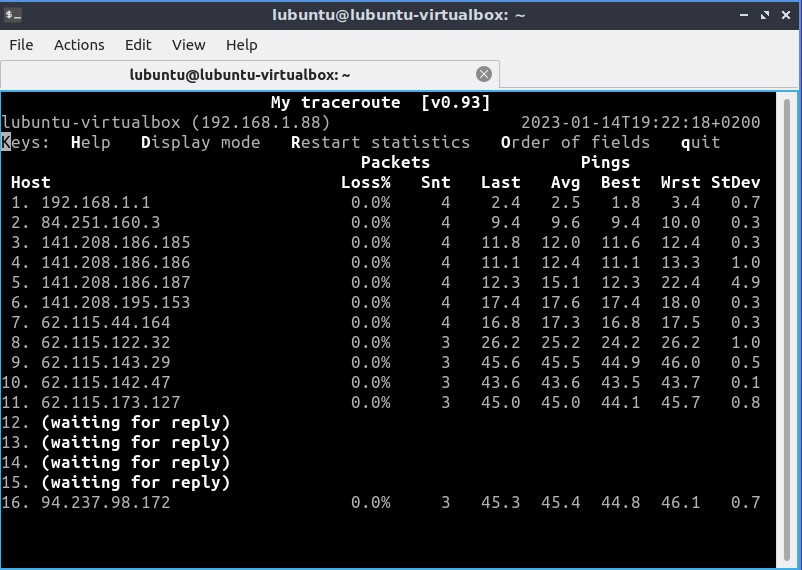 lubuntu@lubuntu-virtualbox: ~
File Actions Edit View Help
lubuntu@lubuntu-virtualbox: ~
My traceroute [v0.93]
lubuntu-virtualbox (192.168.1.88) 2023-01-14T19:22:18+0200
Keys: Help Display mode Restart statistics Order of fields quit
Packets Pings
Host Loss% Snt Last Avg Best Wrst StDev
1. 192.168.1.1 0.0% 4 2.4 2.5 1.8 3.4 0.7
2. 84.251.160.3 0.0% 4 9.4 9.6 9.4 10.0 0.3
3. 141.208.186.185 0.0% 4 11.8 12.0 11.6 12.4 0.3
4. 141.208.186.186 0.0% 4 11.1 12.4 11.1 13.3 1.0
5. 141.208.186.187 0.0% 4 12.3 15.1 12.3 22.4 4.9
6. 141.208.195.153 0.0% 4 17.4 17.6 17.4 18.0 0.3
7. 62.115.44.164 0.0% 4 16.8 17.3 16.8 17.5 0.3
8. 62.115.122.32 0.0% 3 26.2 25.2 24.2 26.2 1.0
9. 62.115.143.29 0.0% 3 45.6 45.5 44.9 46.0 0.5
10. 62.115.142.47 0.0% 3 43.6 43.6 43.5 43.7 0.1
11. 62.115.173.127 0.0% 3 45.0 45.0 44.1 45.7 0.8
12. (waiting for reply)
13. (waiting for reply)
14. (waiting for reply)
15. (waiting for reply)
16. 94.237.98.172 0.0% 3 45.3 45.4 44.8 46.1 0.7